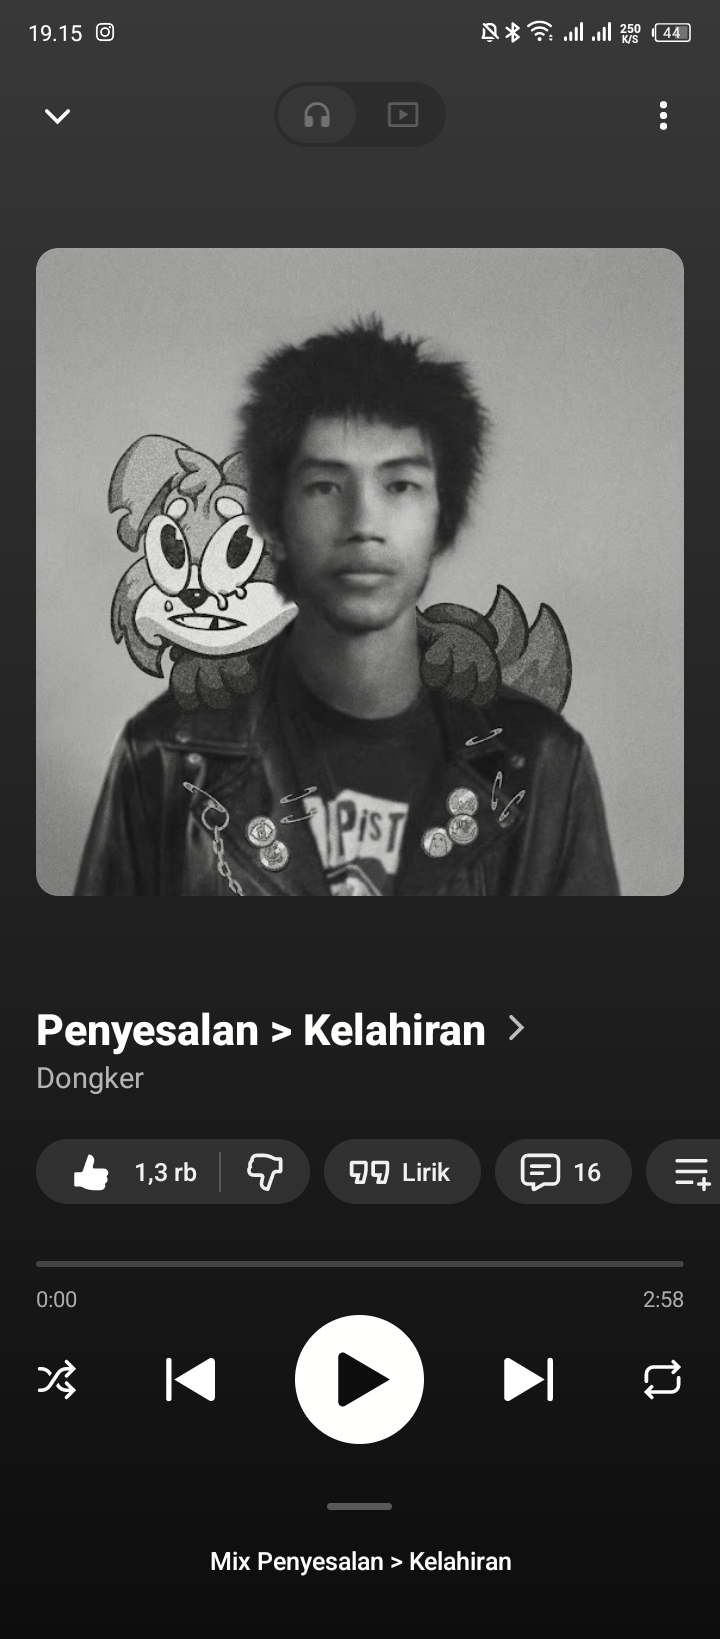 19.15
250
K/S
44
PiST
Penyesalan > Kelahiran
Dongker
1,3 rb
Lirik
16
0:00
2:58
Mix Penyesalan > Kelahiran